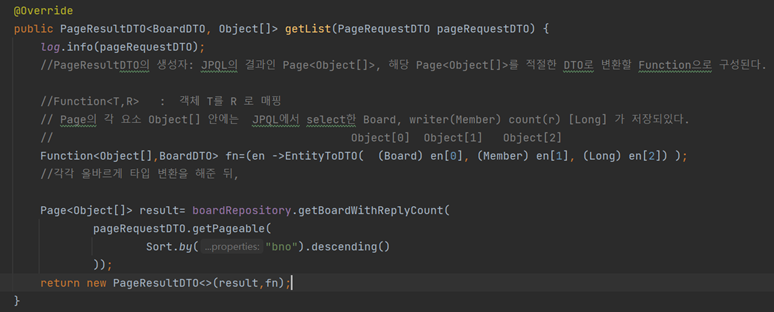 @Override
public PageResultDTO<BoardDTO, Object[]> getList(PageRequestDTO pageRequestDTO) {
log.info(pageRequestDTO);
//PageResultDTO의 생성자: JPQL의 결과인 Page<Object[]>, 해당 Page<Object[]>를 적절한 DTO로 변환할 Function으로 구성된다.
//Function<T,R> : 객체 T를 R 로 매핑
// Page의 각 요소 Object[] 안에는 JPQL에서 select한 Board, writer(Member) count(r) [Long] 가 저장되있다.
// Object[0] Object[1] Object[2]
Function<Object[],BoardDTO> fn=(en ->EntityToDTO( (Board) en[0], (Member) en[1], (Long) en[2]) );
//각각 올바르게 타입 변환을 해준 뒤,
Page<Object[]> result= boardRepository.getBoardWithReplyCount(
pageRequestDTO.getPageable(
Sort.by( ...properties: "bno").descending()
));
return new PageResultDTO<>(result,fn);
}